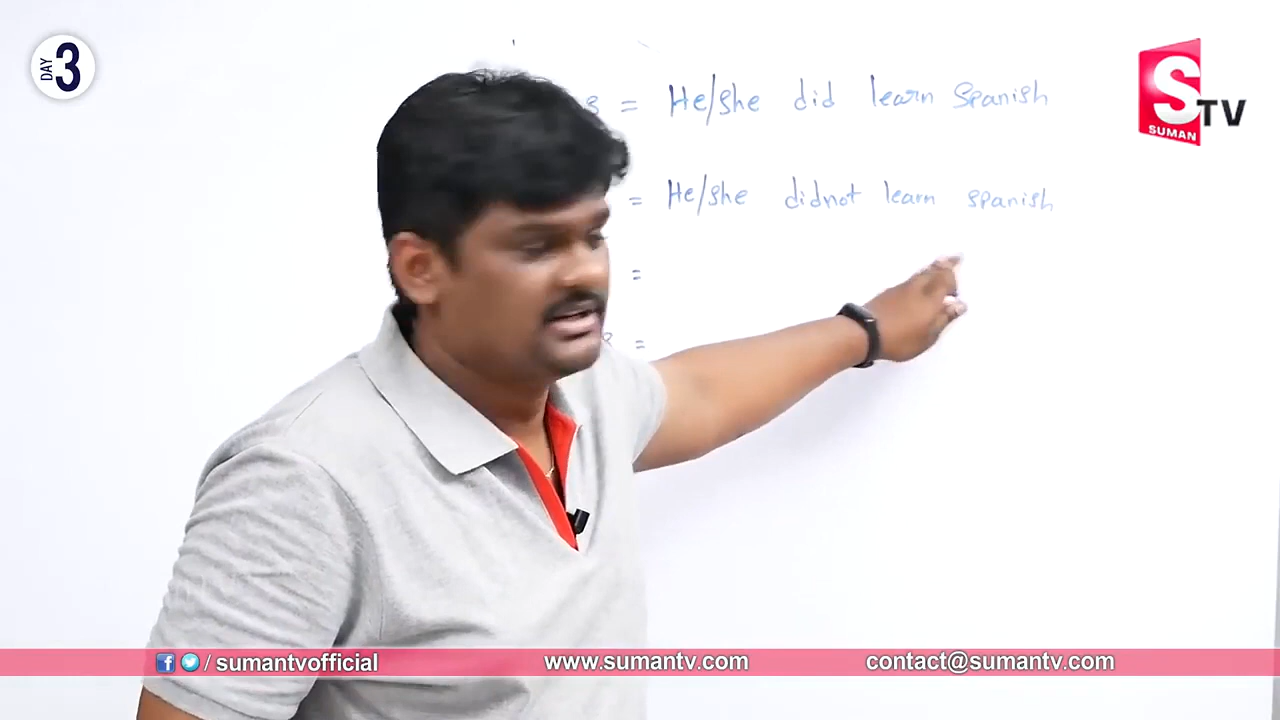 DAY 3
S TV
SUMAN
s = He/she did learn Spanish
= He/she didnot learn spanish
=
=
/ sumantvofficial www.sumantv.com contact@sumantv.com